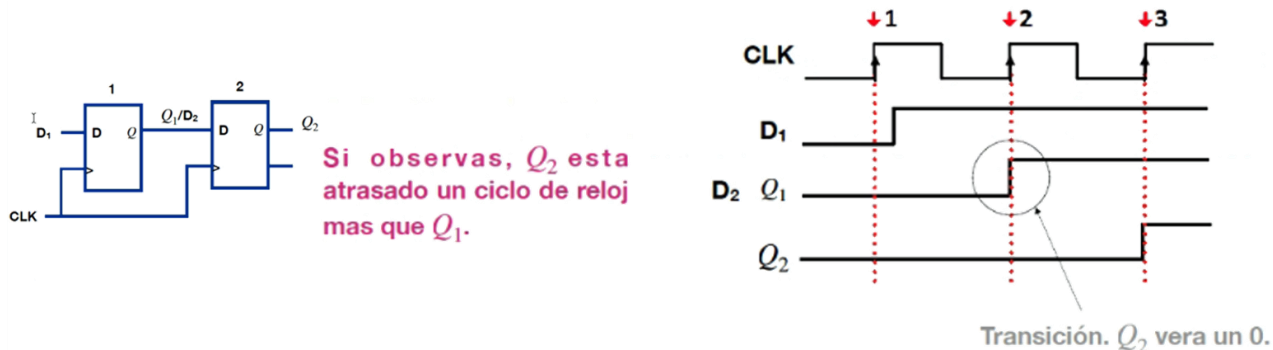 1
2
D₁
D
Q
Q₁/D₂
D
Q
Q₂
CLK
Si observas, Q₂ esta
atrasado un ciclo de reloj
mas que Q₁.
1
2
3
CLK
D₁
D₂ Q₁
Q₂
Transición. Q₂ vera un 0.